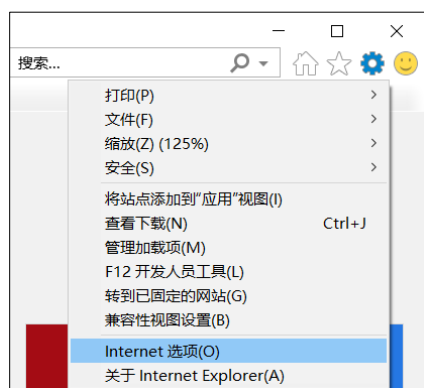 搜索...
打印(P)
文件(F)
缩放(Z) (125%)
安全(S)
将站点添加到“应用”视图(I)
查看下载(N) Ctrl+J
管理加载项(M)
F12 开发人员工具(L)
转到已固定的网站(G)
兼容性视图设置(B)
Internet 选项(O)
关于 Internet Explorer(A)